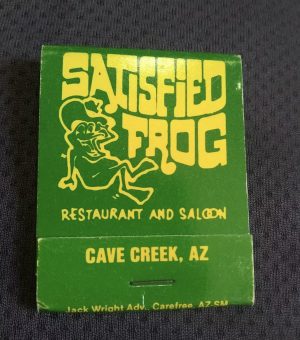 SATISFIED
FROG
RESTAURANT AND SALOON
CAVE CREEK, AZ
Jack Wright Adv., Carefree, AZ SM